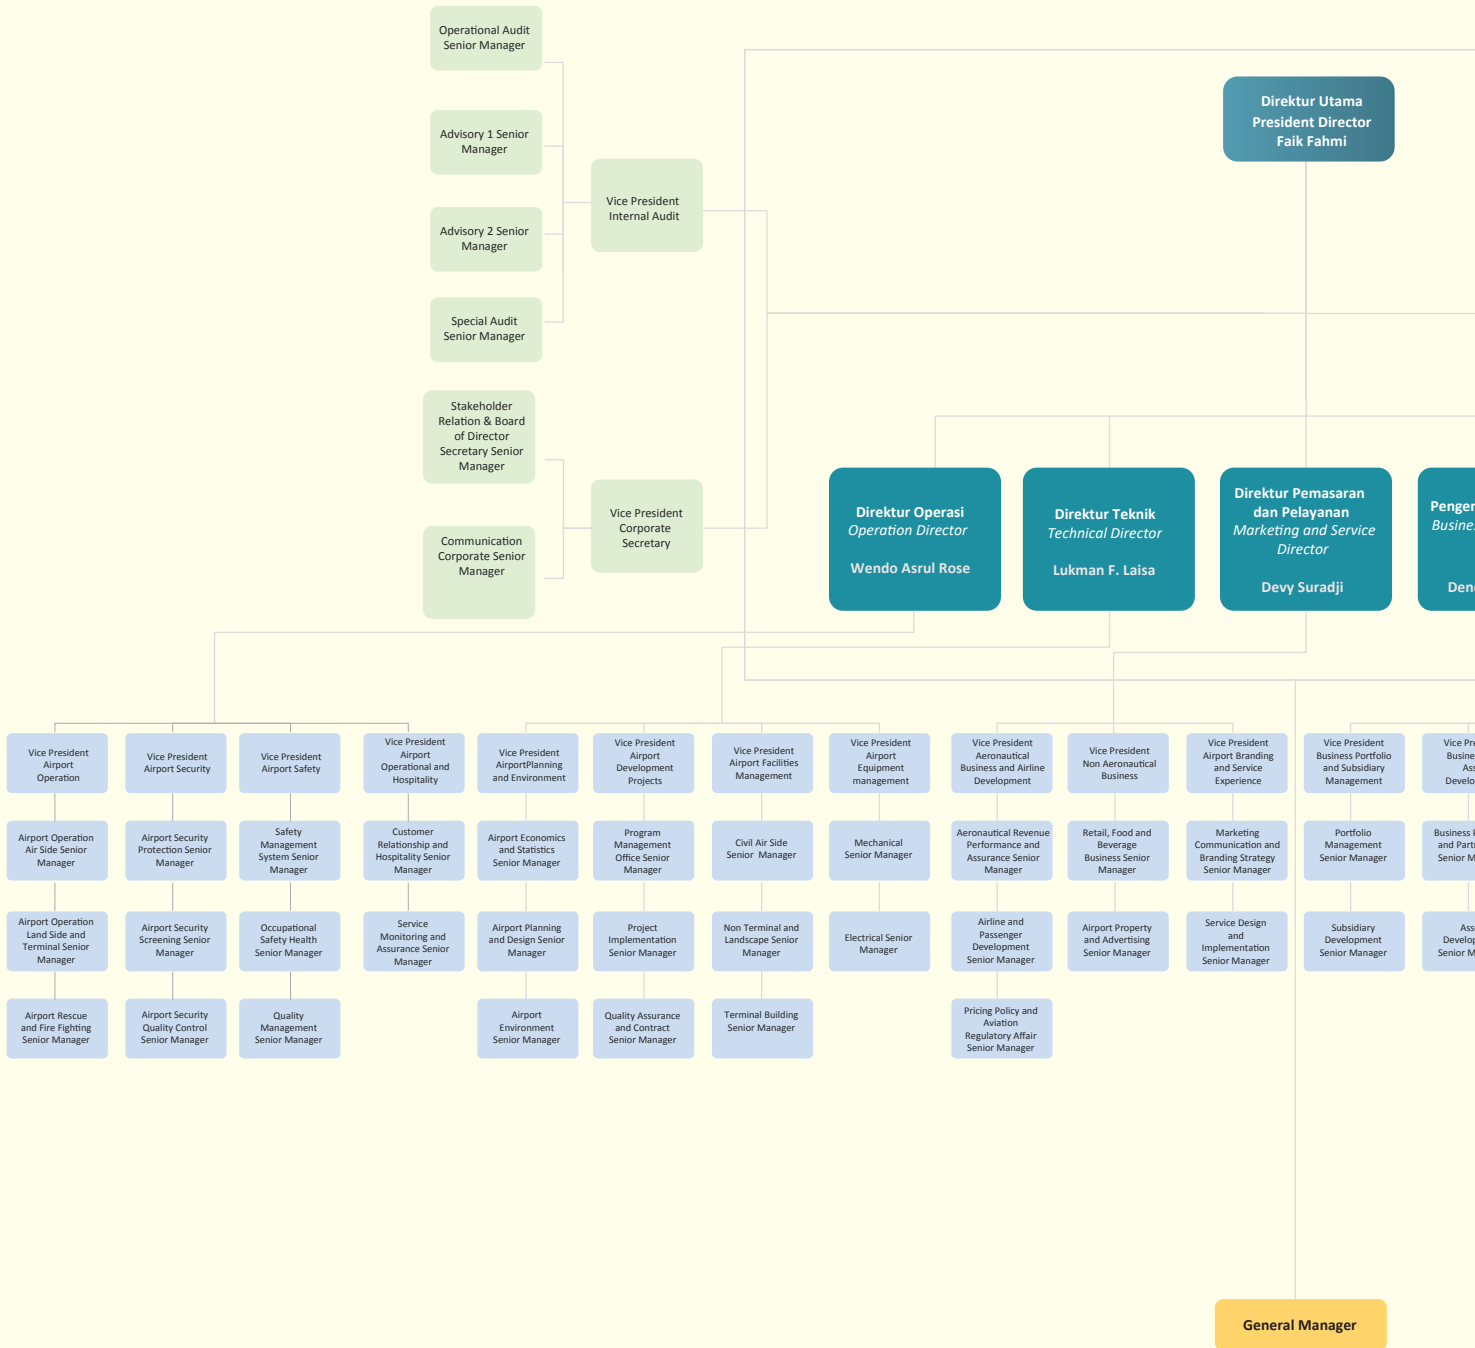 Operational Audit
Senior Manager
Advisory 1 Senior
Manager
Advisory 2 Senior
Manager
Special Audit
Senior Manager
Vice President
Internal Audit
Stakeholder
Relation & Board
of Director
Secretary Senior
Manager
Communication
Corporate Senior
Manager
Vice President
Corporate
Secretary
Direktur Utama
President Director
Faik Fahmi
Direktur Operasi
Operation Director
Wendo Asrul Rose
Direktur Teknik
Technical Director
Lukman F. Laisa
Direktur Pemasaran
dan Pelayanan
Marketing and Service
Director
Devy Suradji
Vice President
Airport
Operation
Airport Operation
Air Side Senior
Manager
Airport Operation
Land Side and
Terminal Senior
Manager
Airport Rescue
and Fire Fighting
Senior Manager
Vice President
Airport Security
Airport Security
Protection Senior
Manager
Airport Security
Screening Senior
Manager
Airport Security
Quality Control
Senior Manager
Vice President
Airport Safety
Safety
Management
System Senior
Manager
Occupational
Safety Health
Senior Manager
Quality
Management
Senior Manager
Vice President
Airport
Operational and
Hospitality
Customer
Relationship and
Hospitality Senior
Manager
Service
Monitoring and
Assurance Senior
Manager
Vice President
AirportPlanning
and Environment
Airport Economics
and Statistics
Senior Manager
Airport Planning
and Design Senior
Manager
Airport
Environment
Senior Manager
Vice President
Airport
Development
Projects
Program
Management
Office Senior
Manager
Project
Implementation
Senior Manager
Quality Assurance
and Contract
Senior Manager
Vice President
Airport Facilities
Management
Civil Air Side
Senior Manager
Non Terminal and
Landscape Senior
Manager
Terminal Building
Senior Manager
Vice President
Airport
Equipment
management
Mechanical
Senior Manager
Electrical Senior
Manager
Vice President
Aeronautical
Business and Airline
Development
Aeronautical Revenue
Performance and
Assurance Senior
Manager
Airline and
Passenger
Development
Senior Manager
Pricing Policy and
Aviation
Regulatory Affair
Senior Manager
Vice President
Non Aeronautical
Business
Retail, Food and
Beverage
Business Senior
Manager
Airport Property
and Advertising
Senior Manager
Vice President
Airport Branding
and Service
Experience
Marketing
Communication and
Branding Strategy
Senior Manager
Service Design
and
Implementation
Senior Manager
Vice President
Business Portfolio
and Subsidiary
Management
Portfolio
Management
Senior Manager
Subsidiary
Development
Senior Manager
Vice
Business
and
Senior
Senior
General Manager